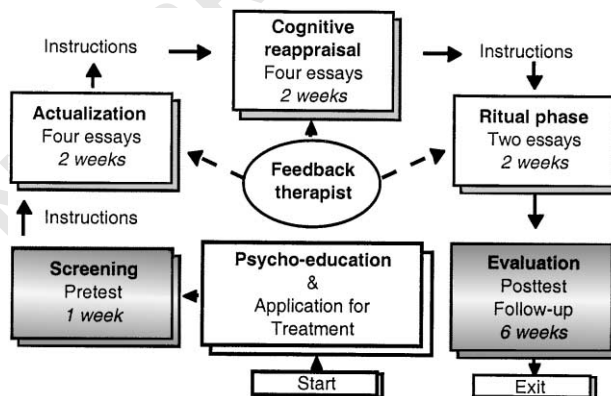 Cognitive
reappraisal
Four essays
2 weeks
Instructions
Instructions
Actualization
Four essays
2 weeks
Ritual phase
Two essays
2 weeks
Feedback
therapist
Instructions
Screening
Pretest
1 week
Psycho-education
&
Application for
Treatment
Evaluation
Posttest
Follow-up
6 weeks
Start
Exit